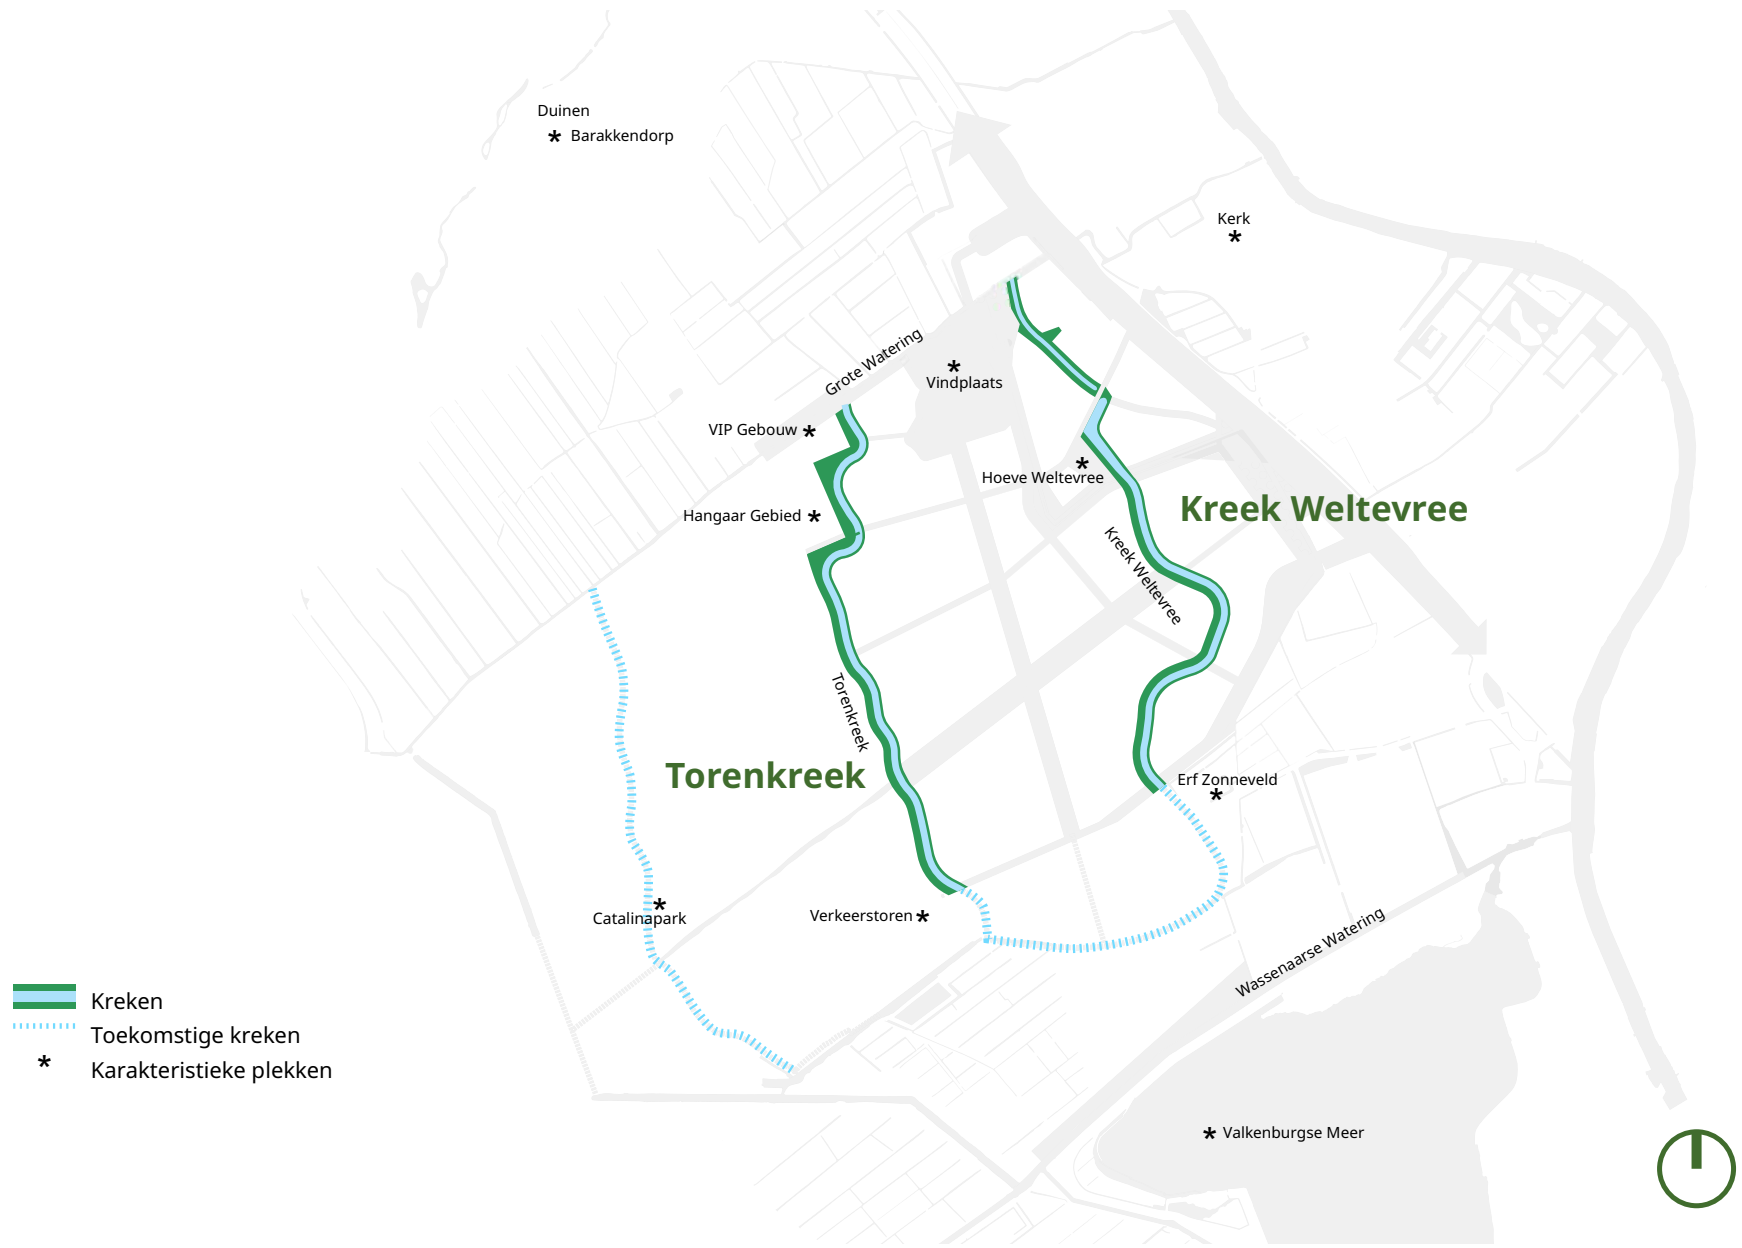 Duinen
* Barakkendorp
Kerk
*
Grote Watering
*
Vindplaats
VIP Gebouw *
*
Hoeve Weltevree
Kreek Weltevree
Hangaar Gebied *
Kreek Weltevree
Torenkreek
Torenkreek
Erf Zonneveld
*
*
Catalinapark
Verkeerstoren *
Wassenaarse Watering
Kreken
Toekomstige kreken
* Karakteristieke plekken
* Valkenburgse Meer